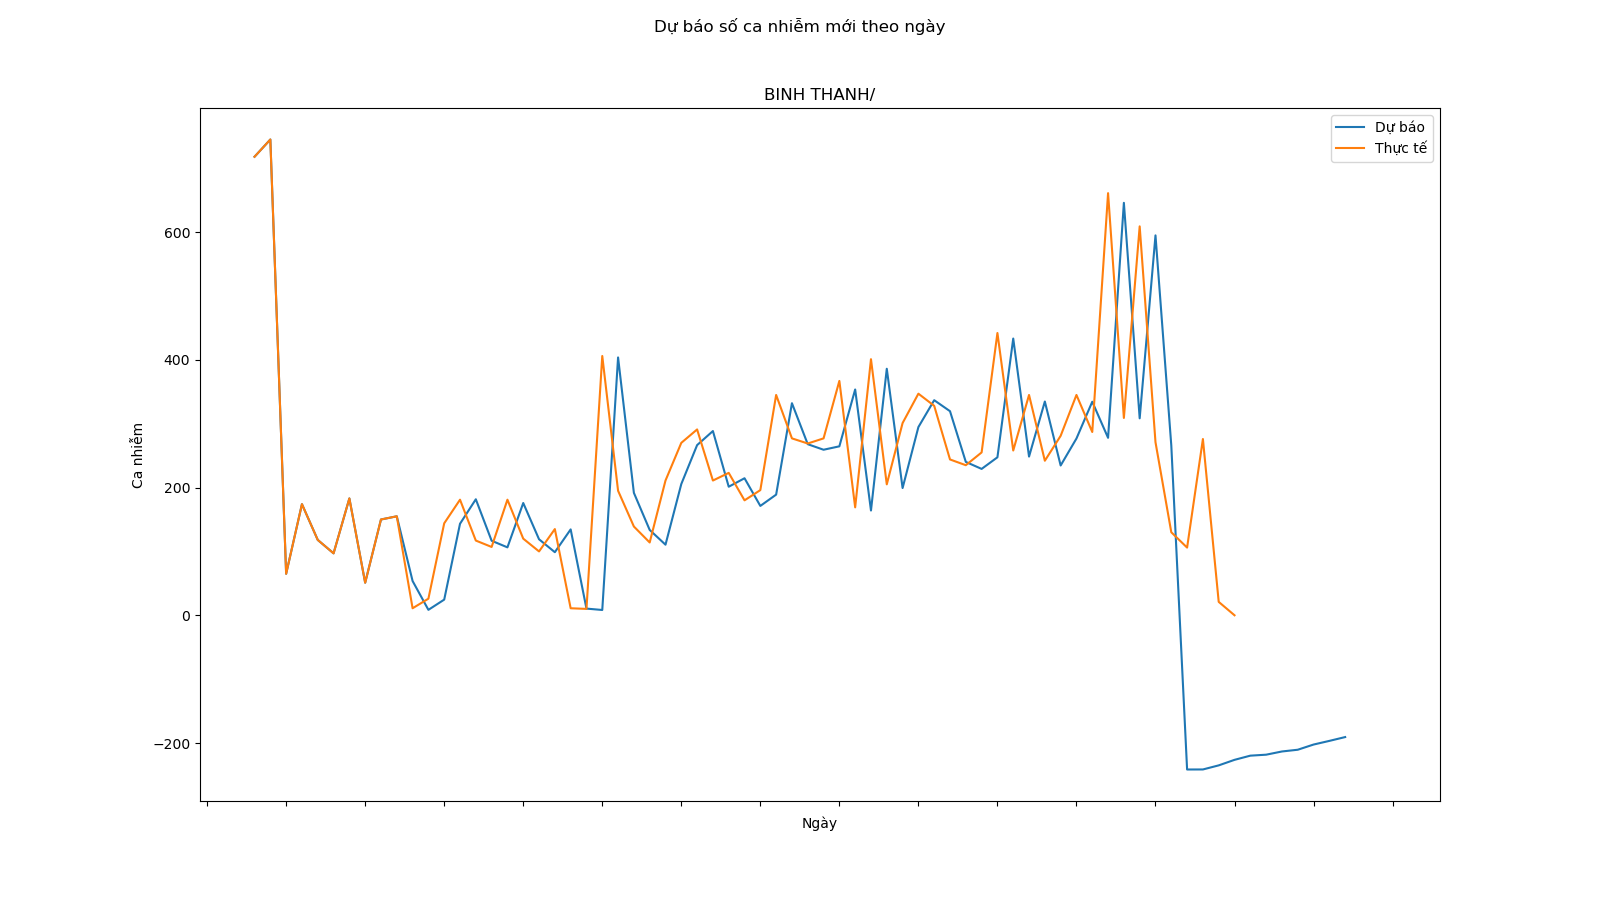 Dự báo số ca nhiễm mới theo ngày
BINH THANH/
Dự báo
Thực tế
600
400
200
0
−200
Ca nhiễm
Ngày